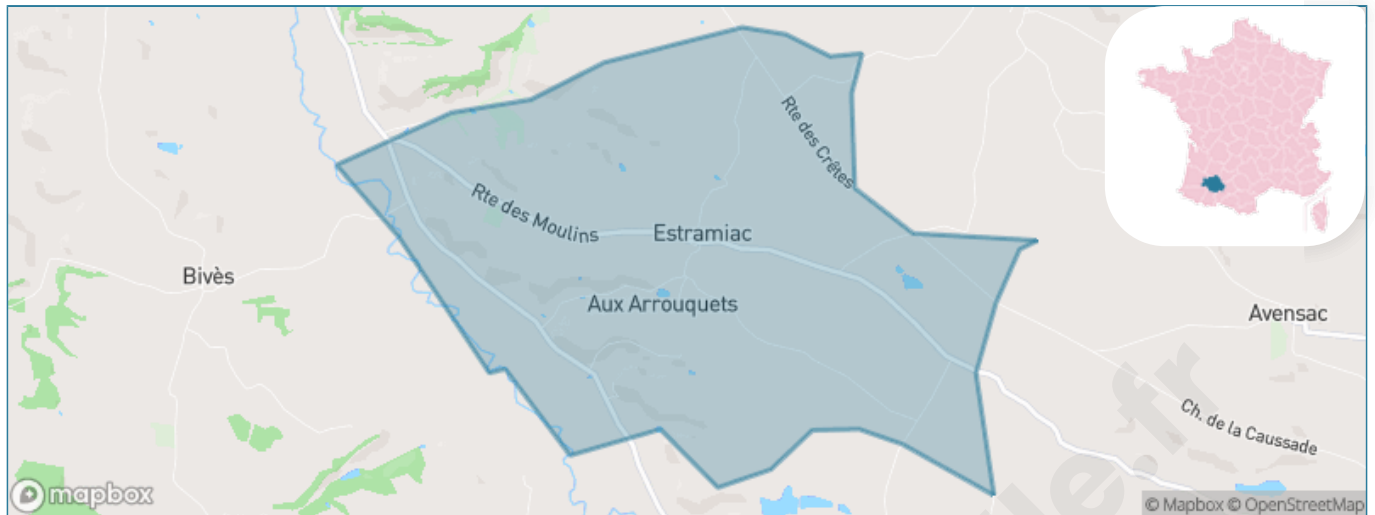 Rte des Crêtes
Rte des Moulins
Estramiac
Bivès
Aux Arrouquets
Avensac
Ch. de la Caussade
mapbox
© Mapbox © OpenStreetMap